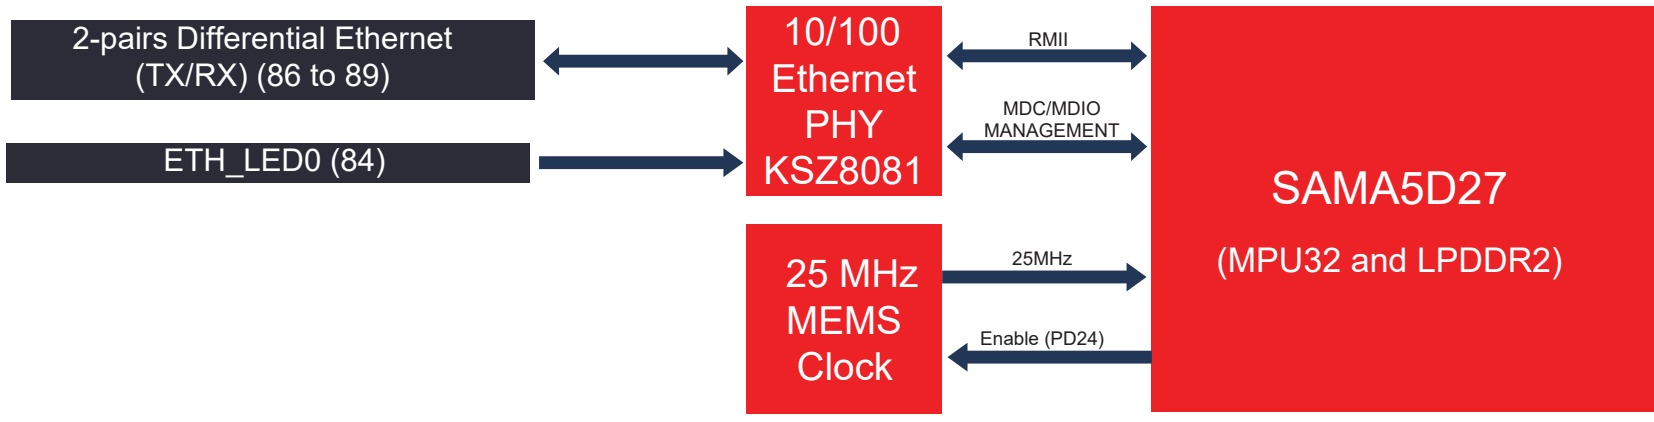 2-pairs Differential Ethernet
(TX/RX) (86 to 89)
ETH_LED0 (84)
10/100
Ethernet
PHY
KSZ8081
25 MHz
MEMS
Clock
RMII
MDC/MDIO
MANAGEMENT
25MHz
Enable (PD24)
SAMA5D27
(MPU32 and LPDDR2)